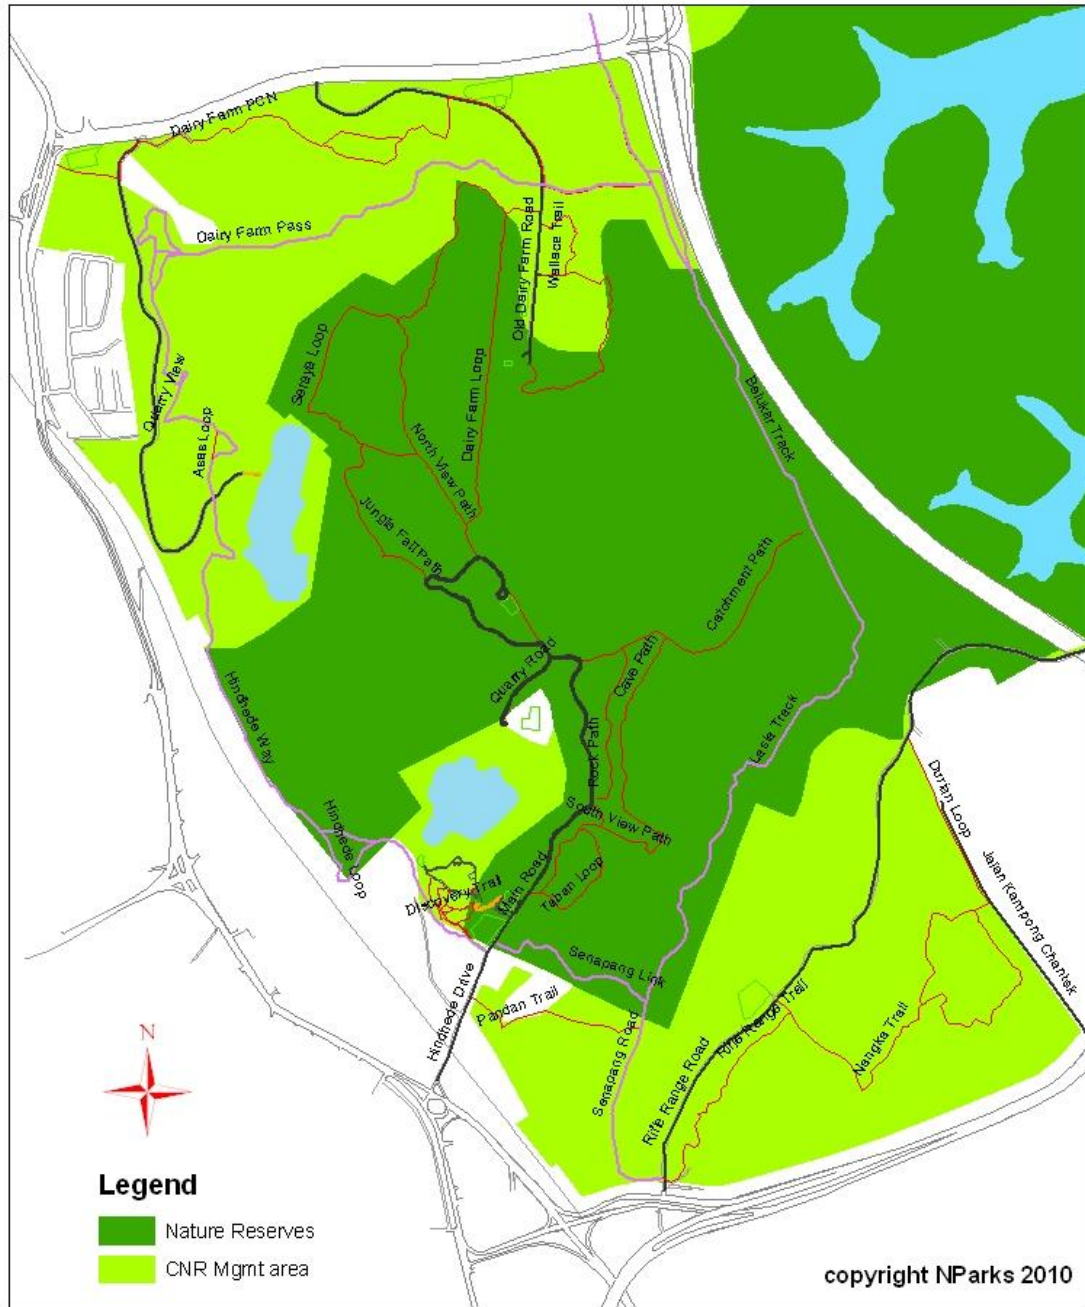 Dairy Farm PCN
Dairy Farm Pass
Old Dairy Farm Road
Wallace Trail
Seraya Loop
Dairy Farm Loop
North View Path
Quarry View
Asas Loop
Belukar Track
Jungle Fall Path
Catchment Path
Cave Path
Quarry Road
Hindhede Way
Rock Path
Lasia Track
Durian Loop
South View Path
Hindhede Loop
Jalan Kampong Chantek
Main Road
Taban Loop
Discovery Trail
Senapang Link
Pandan Trail
Hindhede Drive
Rifle Range Trail
Nangka Trail
Senapang Road
Rifle Range Road
N
Legend
Nature Reserves
CNR Mgmt area
copyright NParks 2010